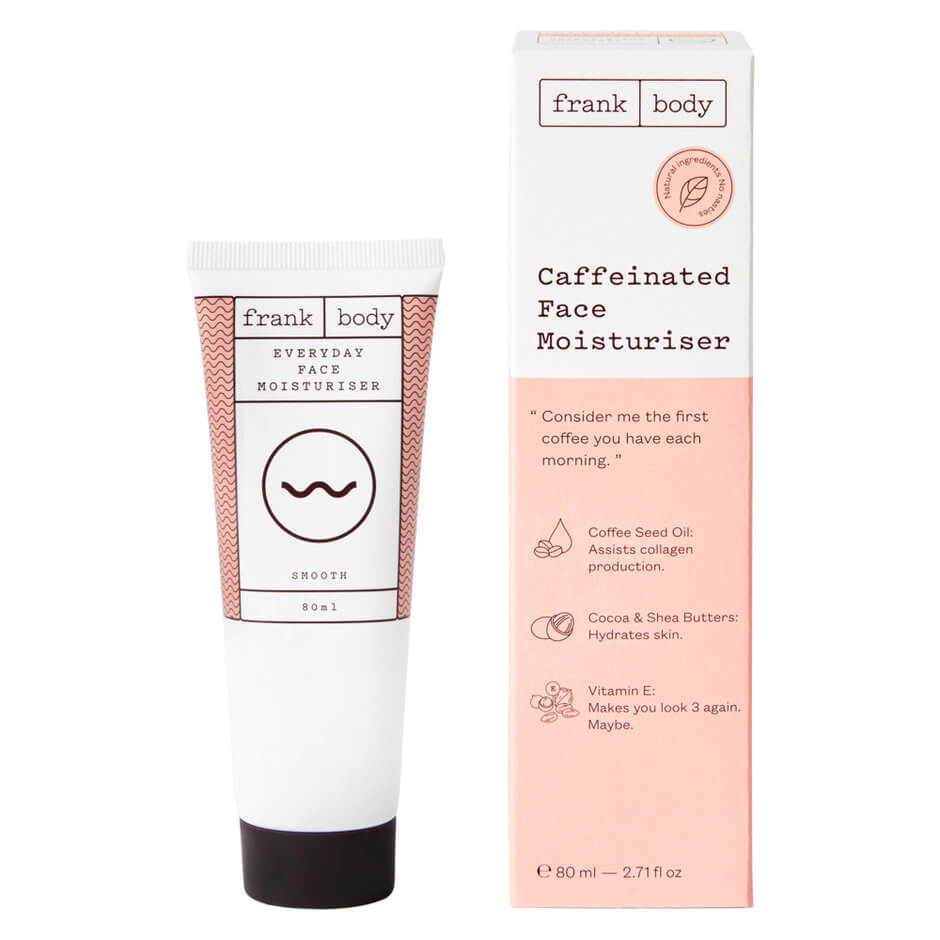 frank body
EVERYDAY
FACE
MOISTURISER
SMOOTH
80ml
frank body
Natural ingredients No nasties
Caffeinated
Face
Moisturiser
“ Consider me the first
coffee you have each
morning. ”
Coffee Seed Oil:
Assists collagen
production.
Cocoa & Shea Butters:
Hydrates skin.
E
Vitamin E:
Makes you look 3 again.
Maybe.
℮ 80 ml — 2.71 fl oz